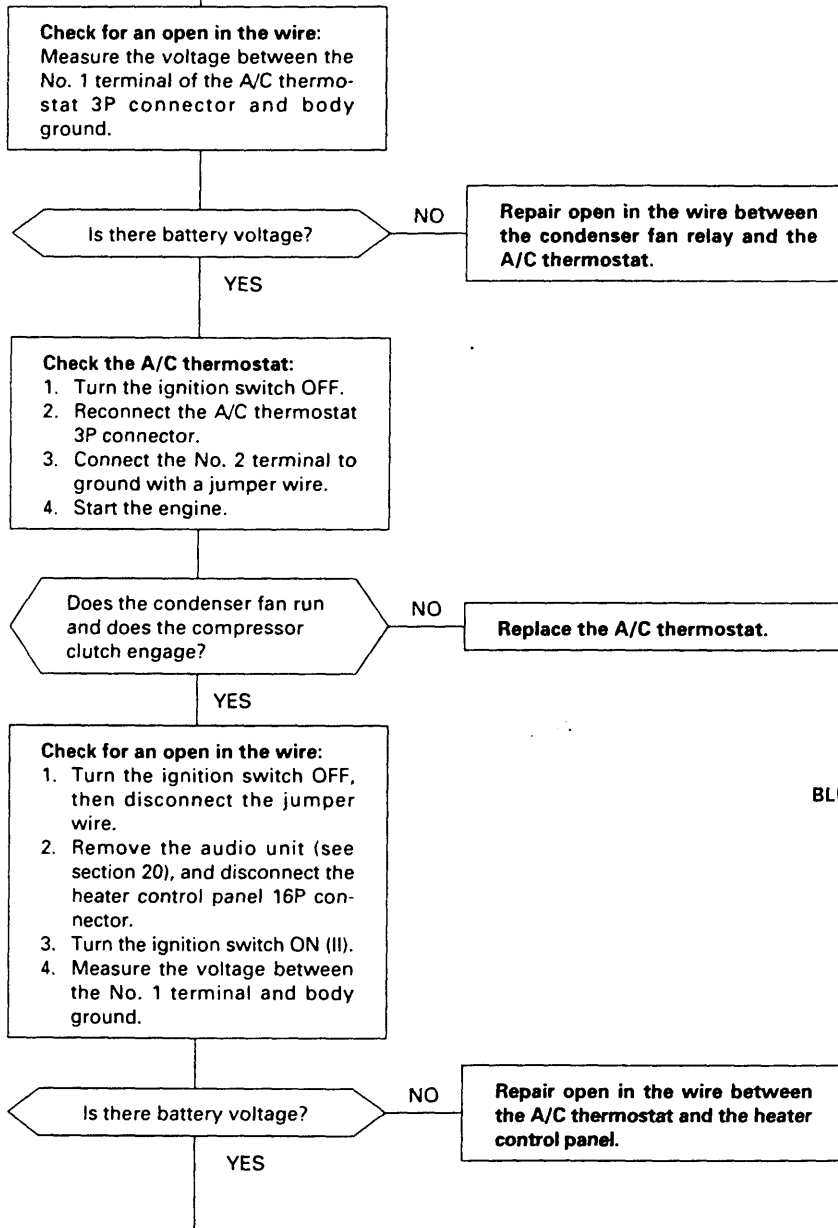 Check for an open in the wire:
Measure the voltage between the
No. 1 terminal of the A/C thermo-
stat 3P connector and body
ground.
Is there battery voltage?
NO
Repair open in the wire between
the condenser fan relay and the
A/C thermostat.
YES
Check the A/C thermostat:
1. Turn the ignition switch OFF.
2. Reconnect the A/C thermostat
3P connector.
3. Connect the No. 2 terminal to
ground with a jumper wire.
4. Start the engine.
Does the condenser fan run
and does the compressor
clutch engage?
NO
Replace the A/C thermostat.
YES
Check for an open in the wire:
1. Turn the ignition switch OFF,
then disconnect the jumper
wire.
2. Remove the audio unit (see
section 20), and disconnect the
heater control panel 16P con-
nector.
3. Turn the ignition switch ON (II).
4. Measure the voltage between
the No. 1 terminal and body
ground.
Is there battery voltage?
NO
Repair open in the wire between
the A/C thermostat and the heater
control panel.
YES